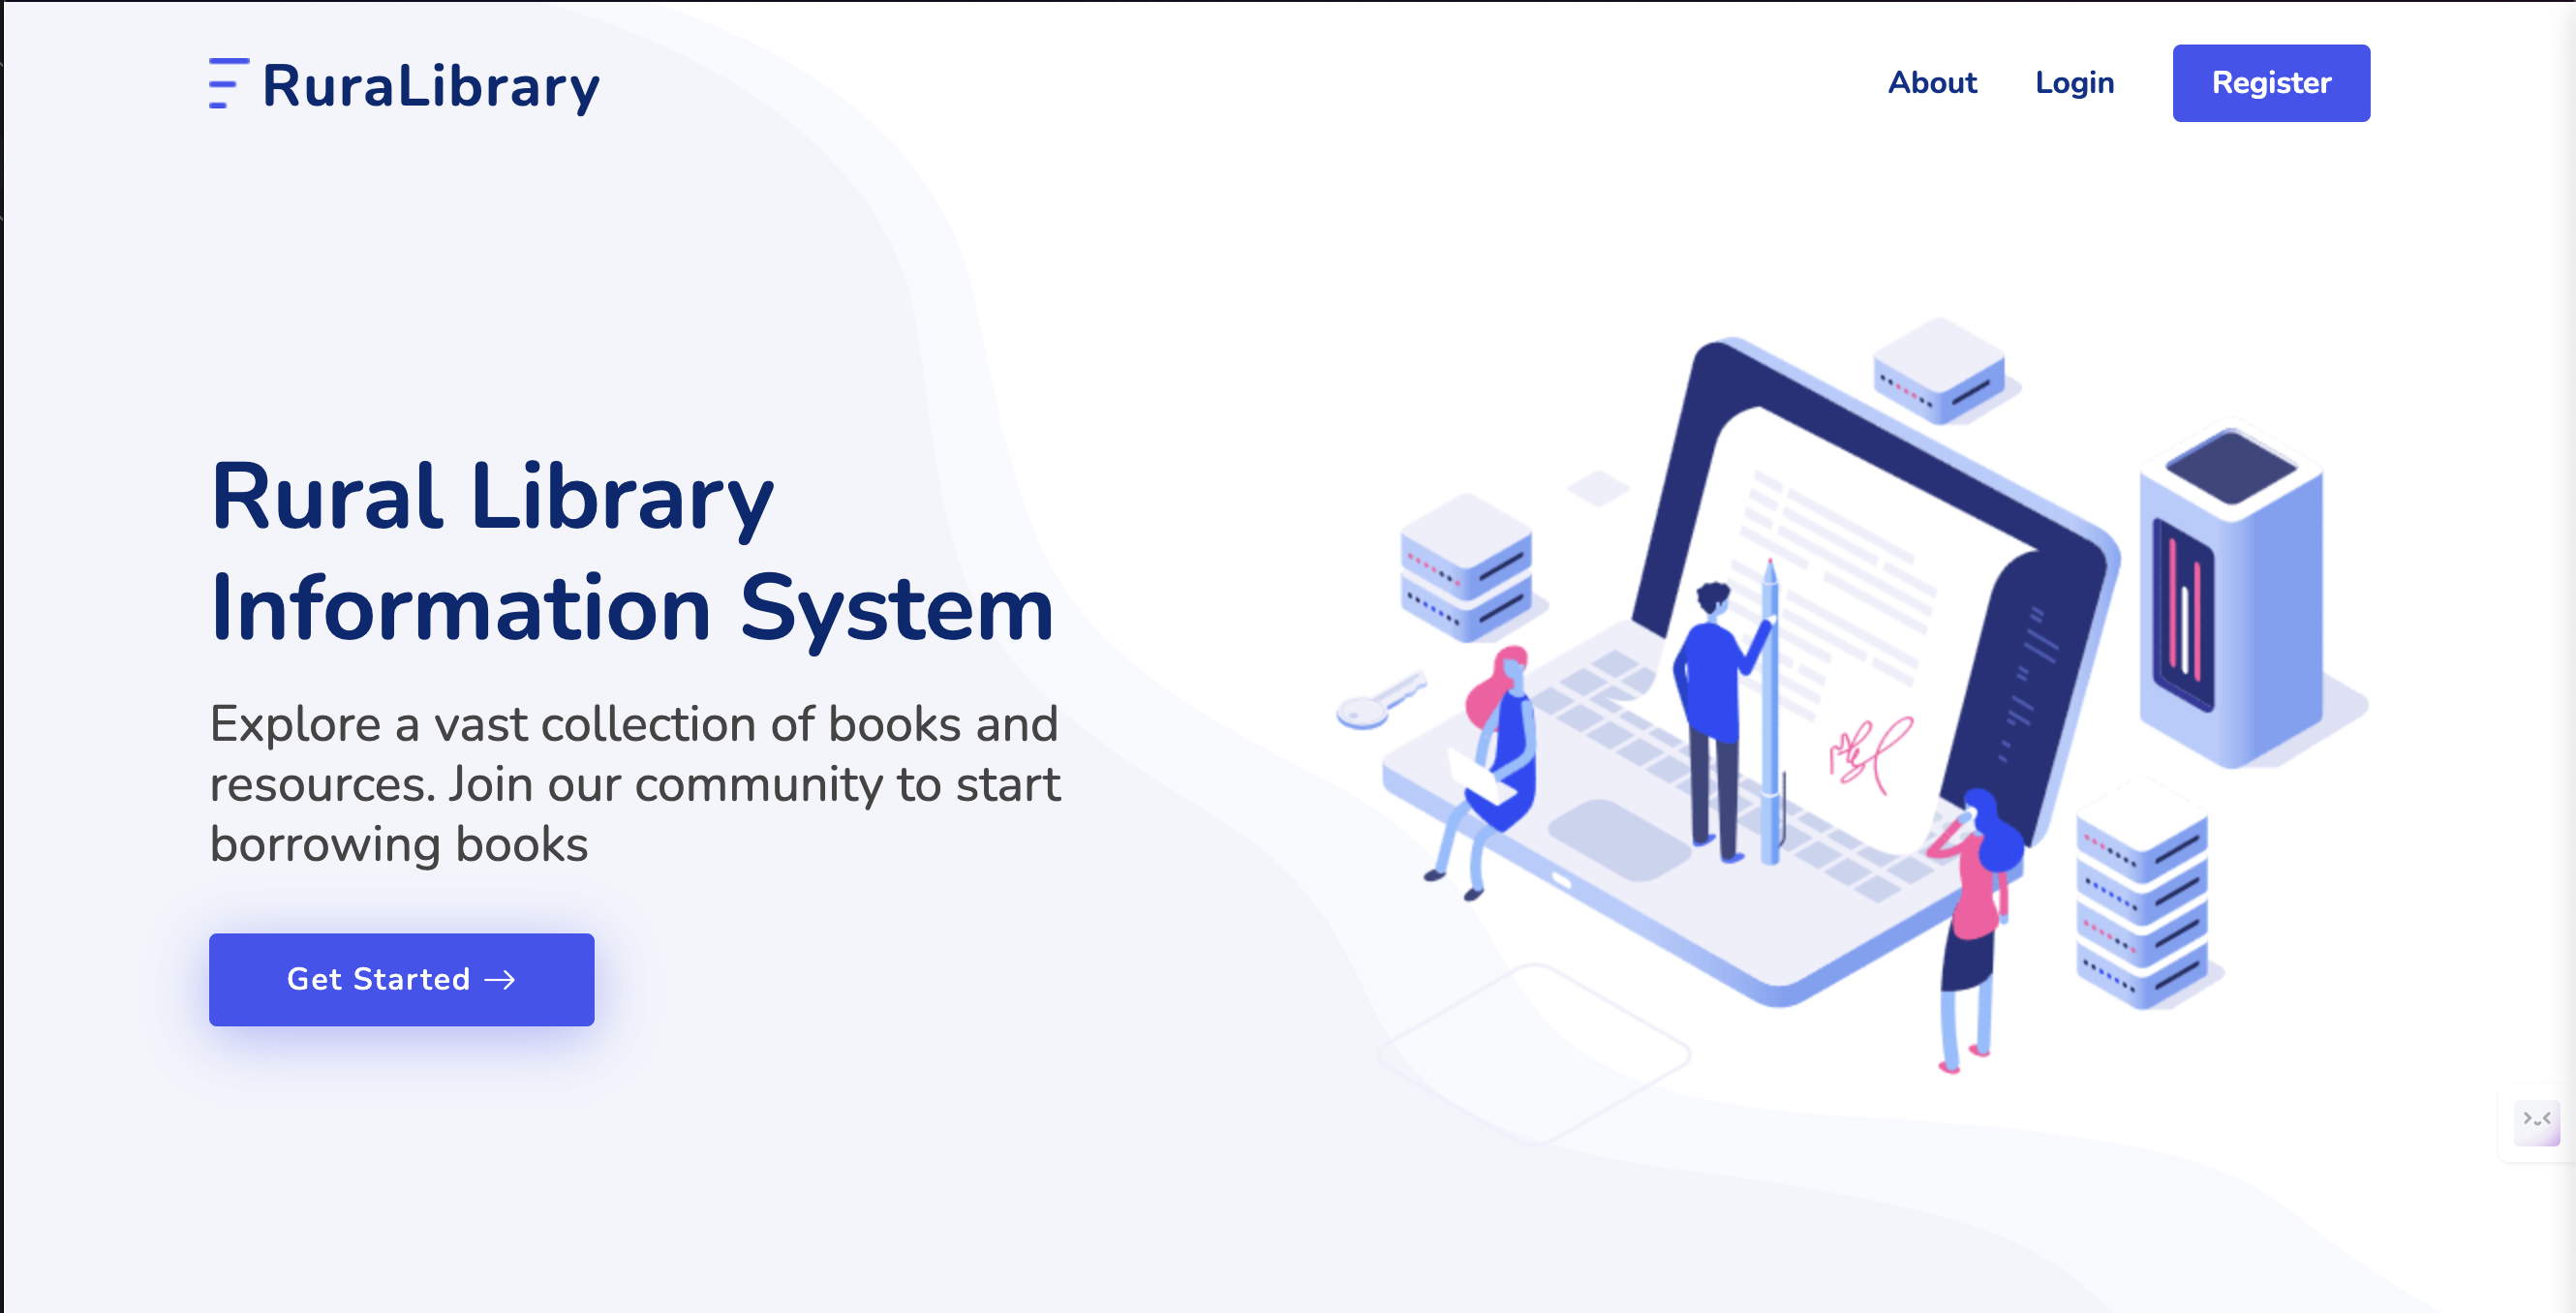 RuraLibrary
About
Login
Register
Rural Library
Information System
Explore a vast collection of books and
resources. Join our community to start
borrowing books
Get Started →